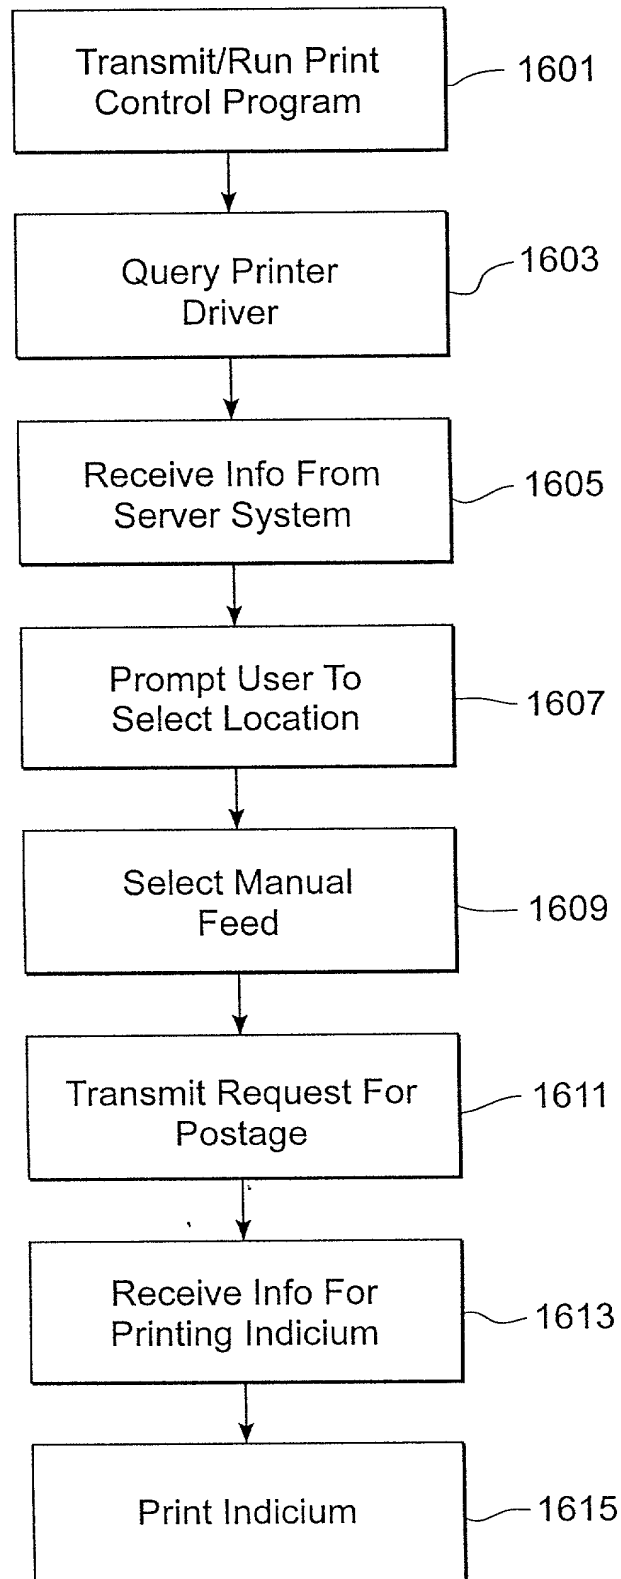 Transmit/Run Print
Control Program
1601
Query Printer
Driver
1603
Receive Info From
Server System
1605
Prompt User To
Select Location
1607
Select Manual
Feed
1609
Transmit Request For
Postage
1611
Receive Info For
Printing Indicium
1613
Print Indicium
1615